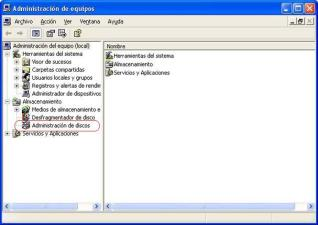 Administración de equipos
Archivo Acción Ver Ventana Ayuda
Administración del equipo (local)
Herramientas del sistema
Visor de sucesos
Carpetas compartidas
Usuarios locales y grupos
Registros y alertas de rende
Administrador de dispositivos
Almacenamiento
Medios de almacenamiento e
Desfragmentador de disco
Administración de discos
Servicios y Aplicaciones
Nombre
Herramientas del sistema
Almacenamiento
Servicios y Aplicaciones